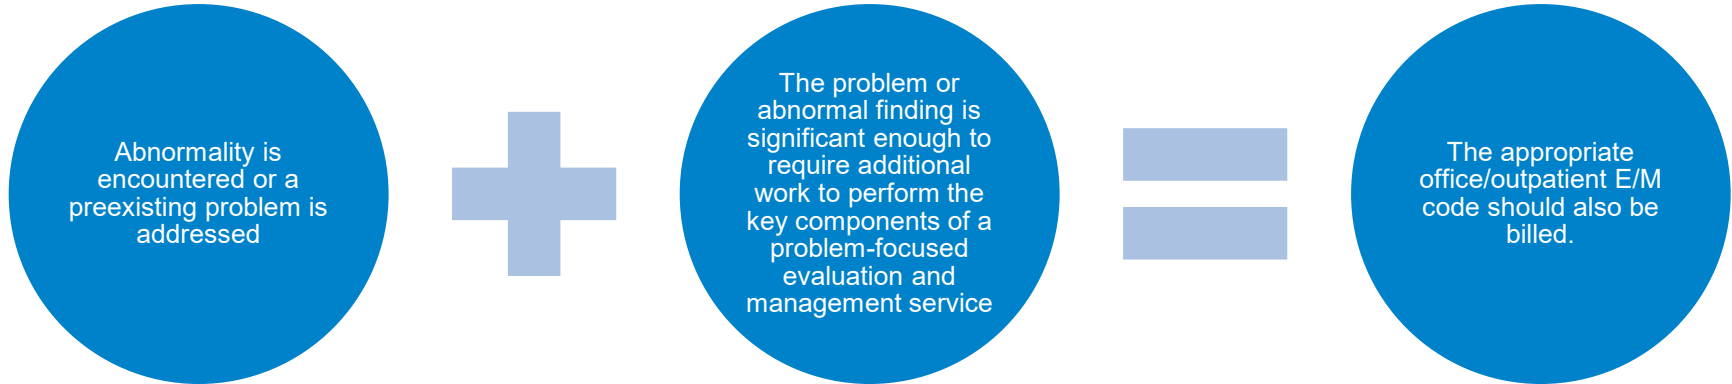 Abnormality is
encountered or a
preexisting problem is
addressed
The problem or
abnormal finding is
significant enough to
require additional
work to perform the
key components of a
problem-focused
evaluation and
management service
The appropriate
office/outpatient E/M
code should also be
billed.